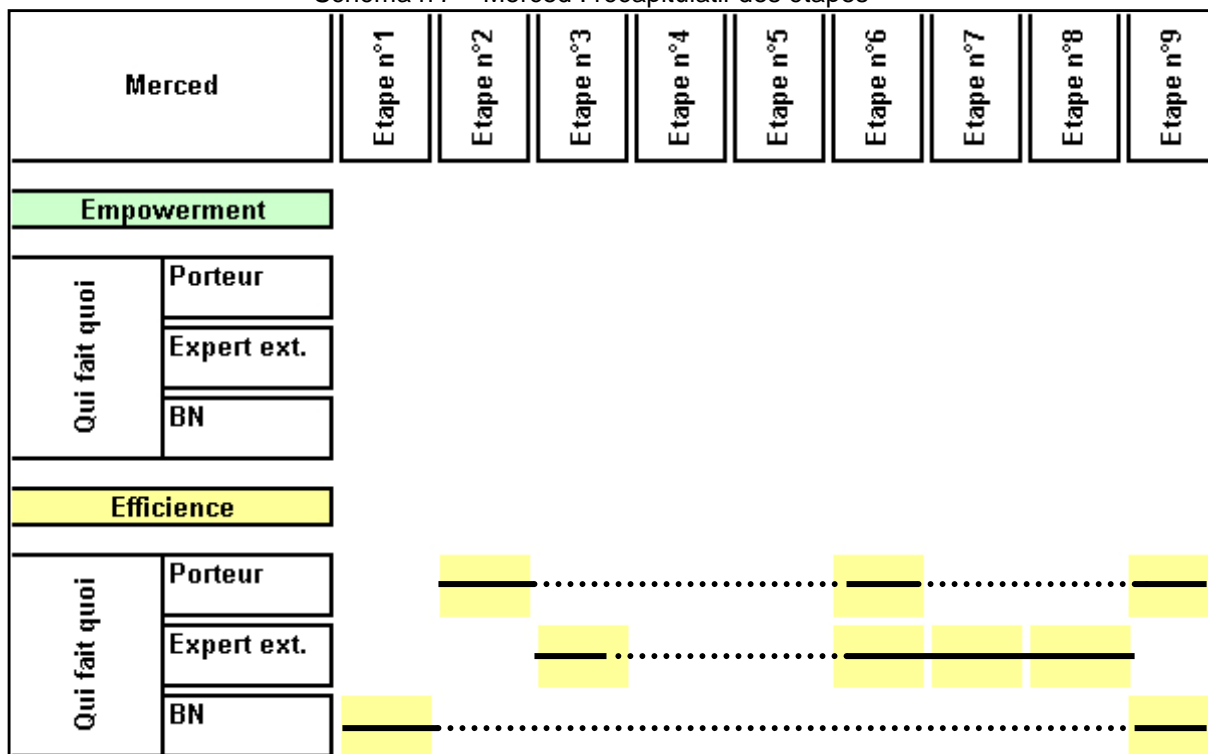 Merced
Etape n°1
Etape n°2
Etape n°3
Etape n°4
Etape n°5
Etape n°6
Etape n°7
Etape n°8
Etape n°9
Empowerment
Qui fait quoi
Porteur
Expert ext.
BN
Efficience
Qui fait quoi
Porteur
Expert ext.
BN